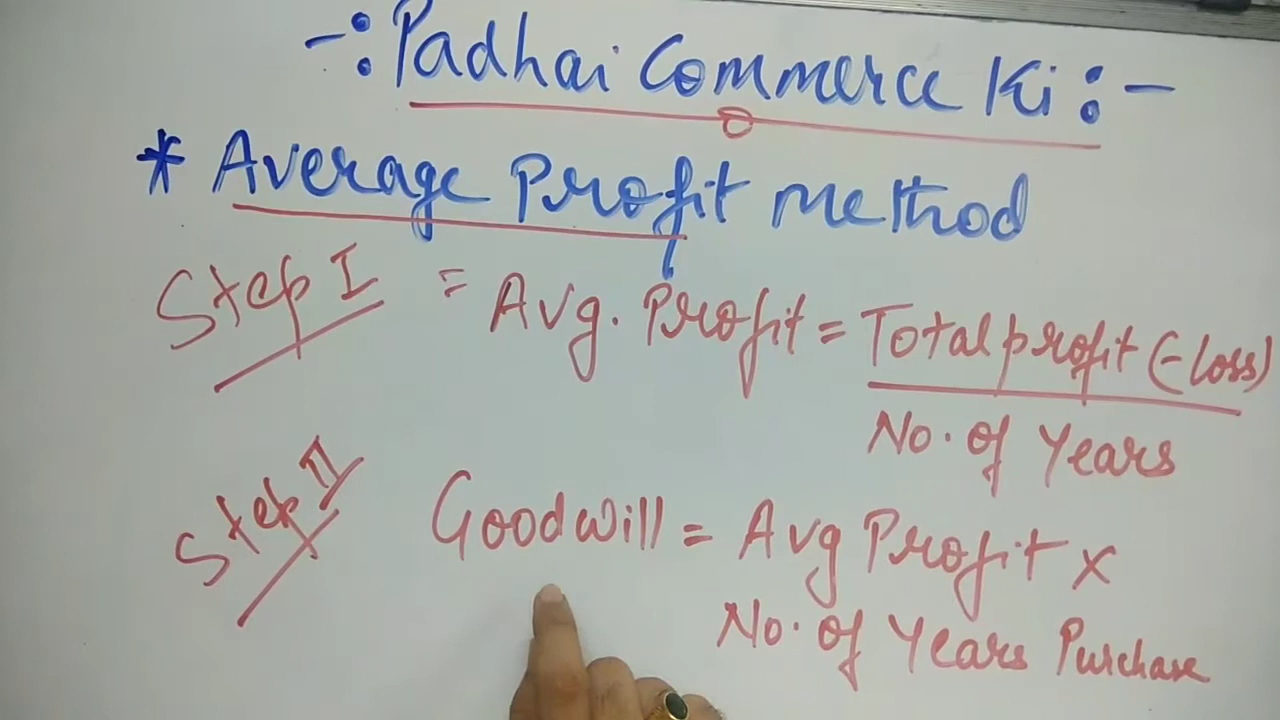 -: Padhai Commerce Ki :-
* Average Profit method
Step I = Avg. Profit = Total profit (-loss)
No. of Years
Step II Goodwill = Avg Profit x
No. of Years Purchase